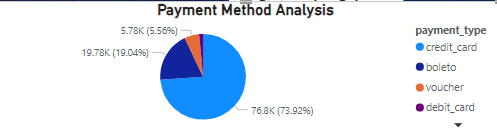 Payment Method Analysis
5.78K (5.56%)
19.78K (19.04%)
76.8K (73.92%)
payment_type
credit_card
boleto
voucher
debit_card